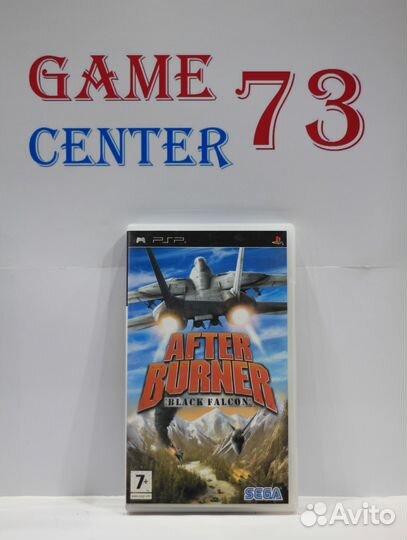 GAME
CENTER
73
PSP
AFTER
BURNER
BLACK FALCON
7+
SEGA
Avito